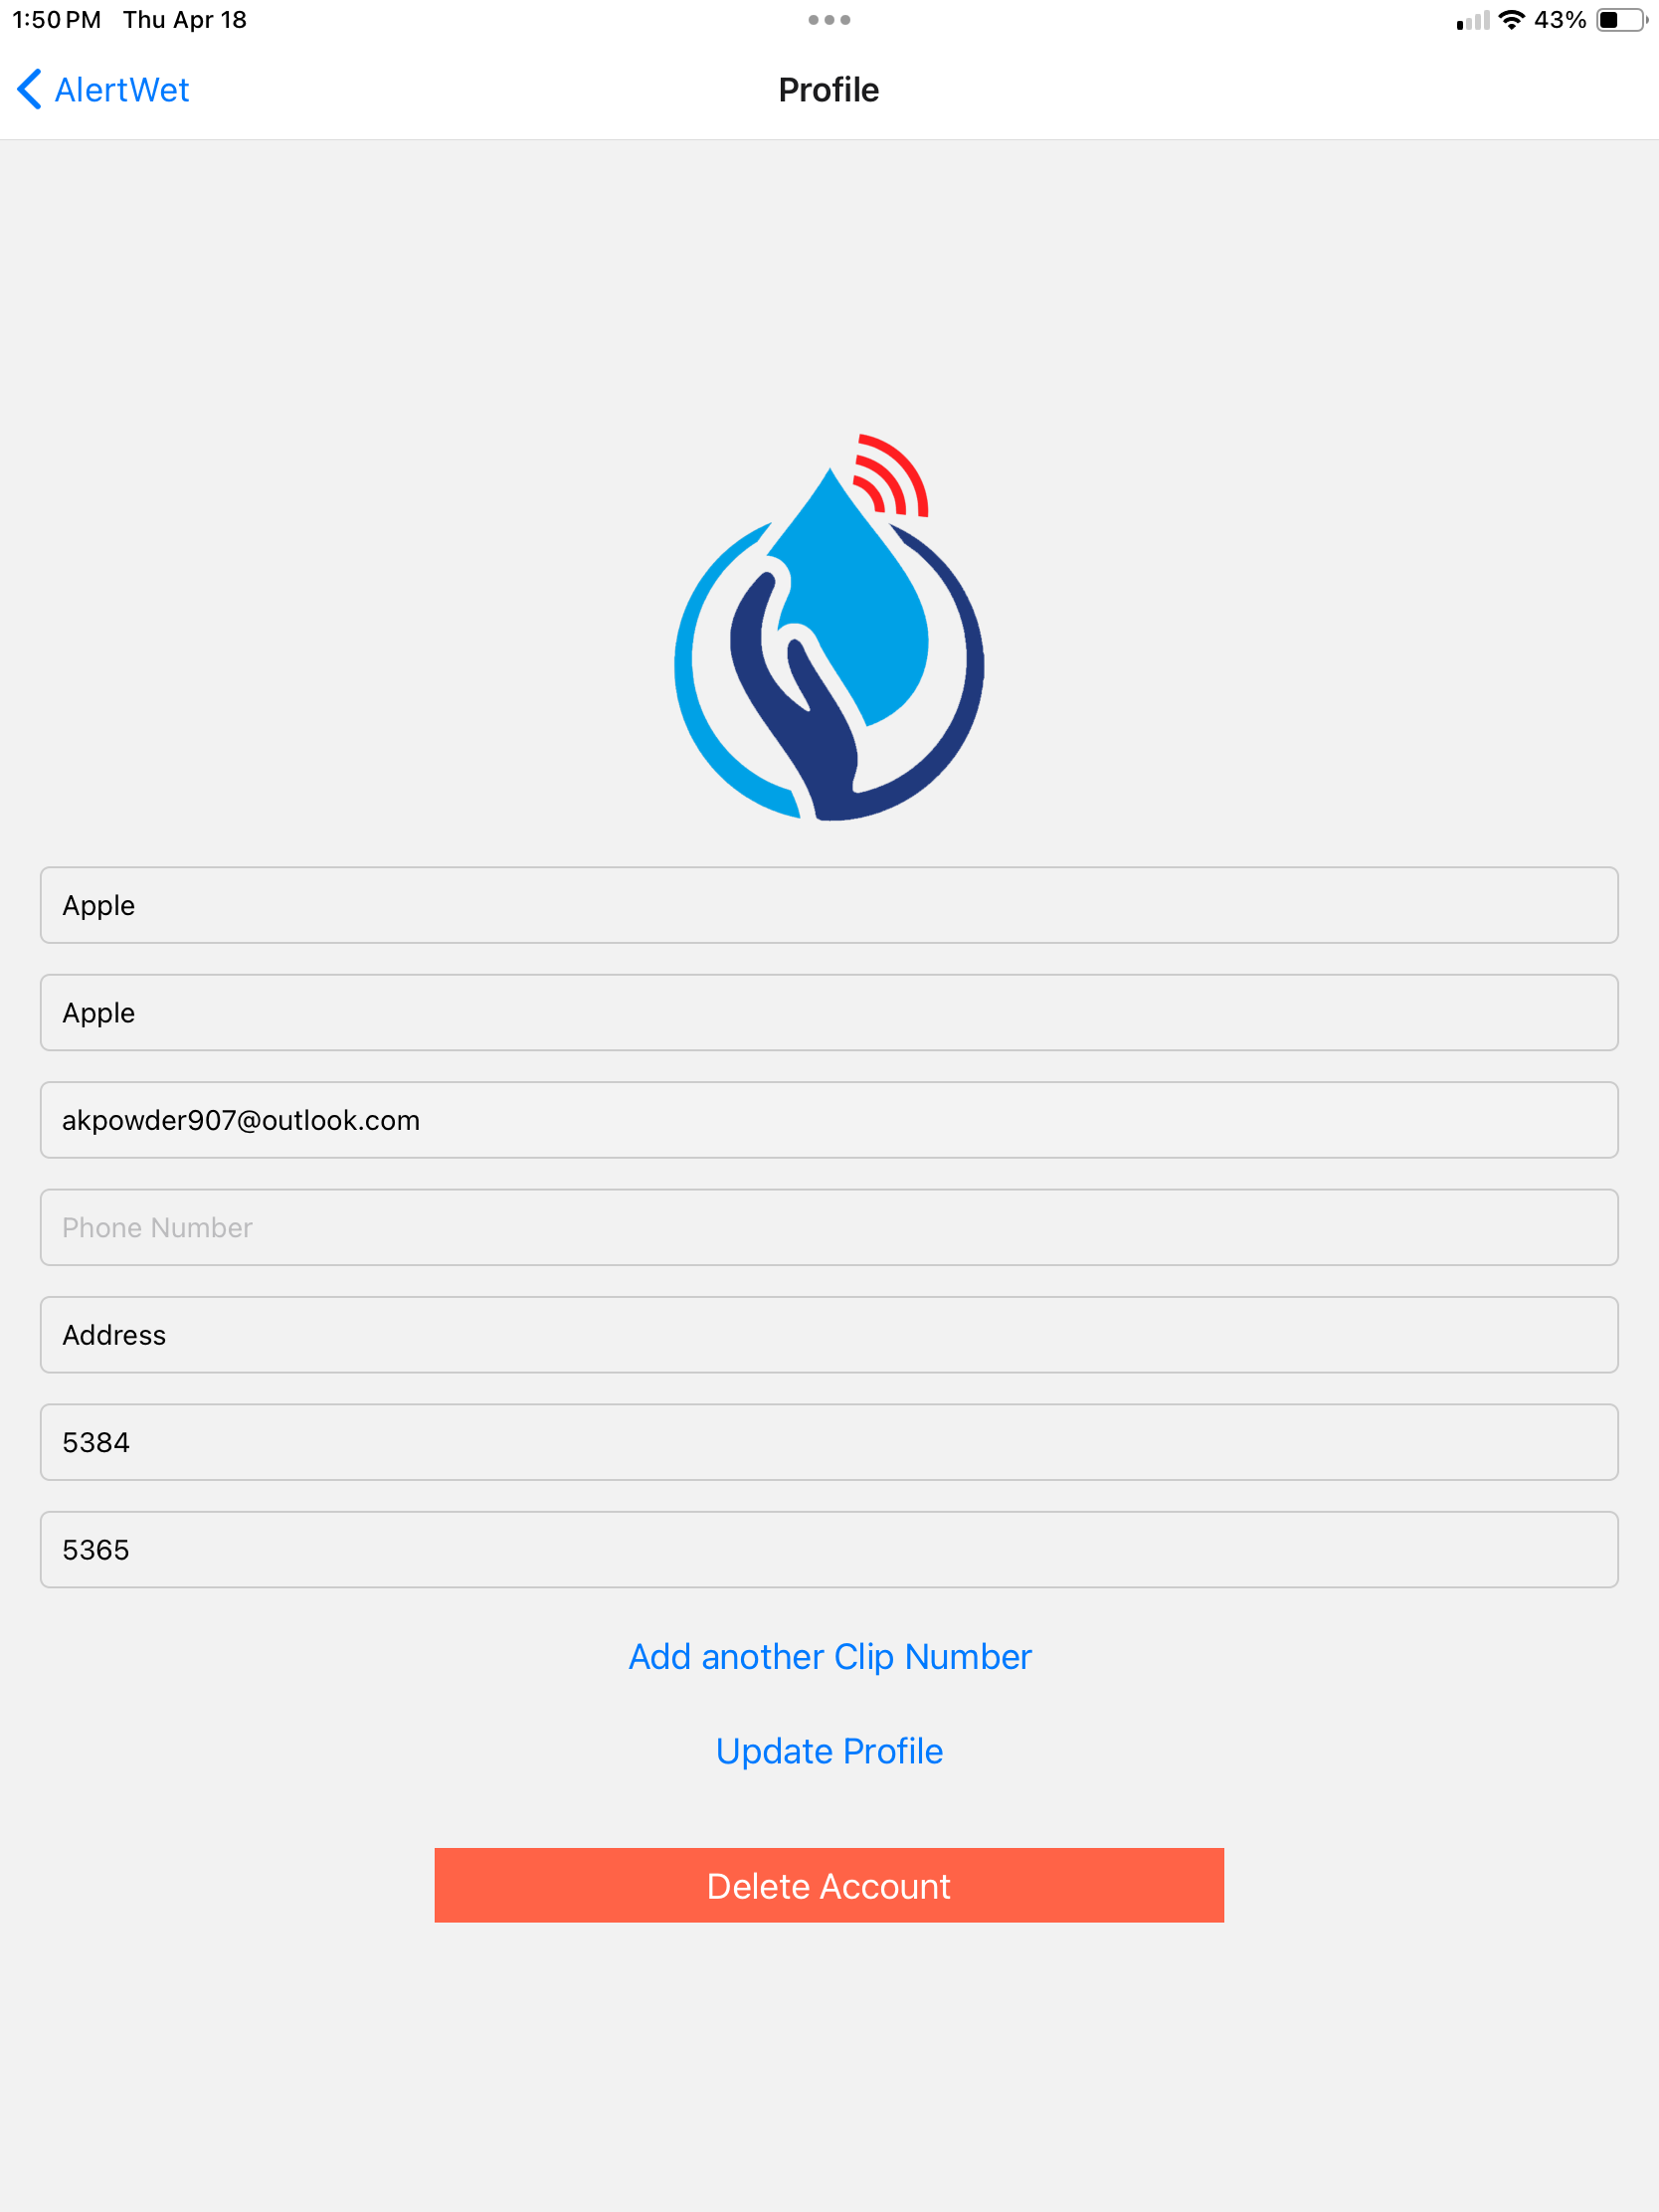 1:50 PM Thu Apr 18 43%
AlertWet Profile
Apple
Apple
akpowder907@outlook.com
Phone Number
Address
5384
5365
Add another Clip Number
Update Profile
Delete Account